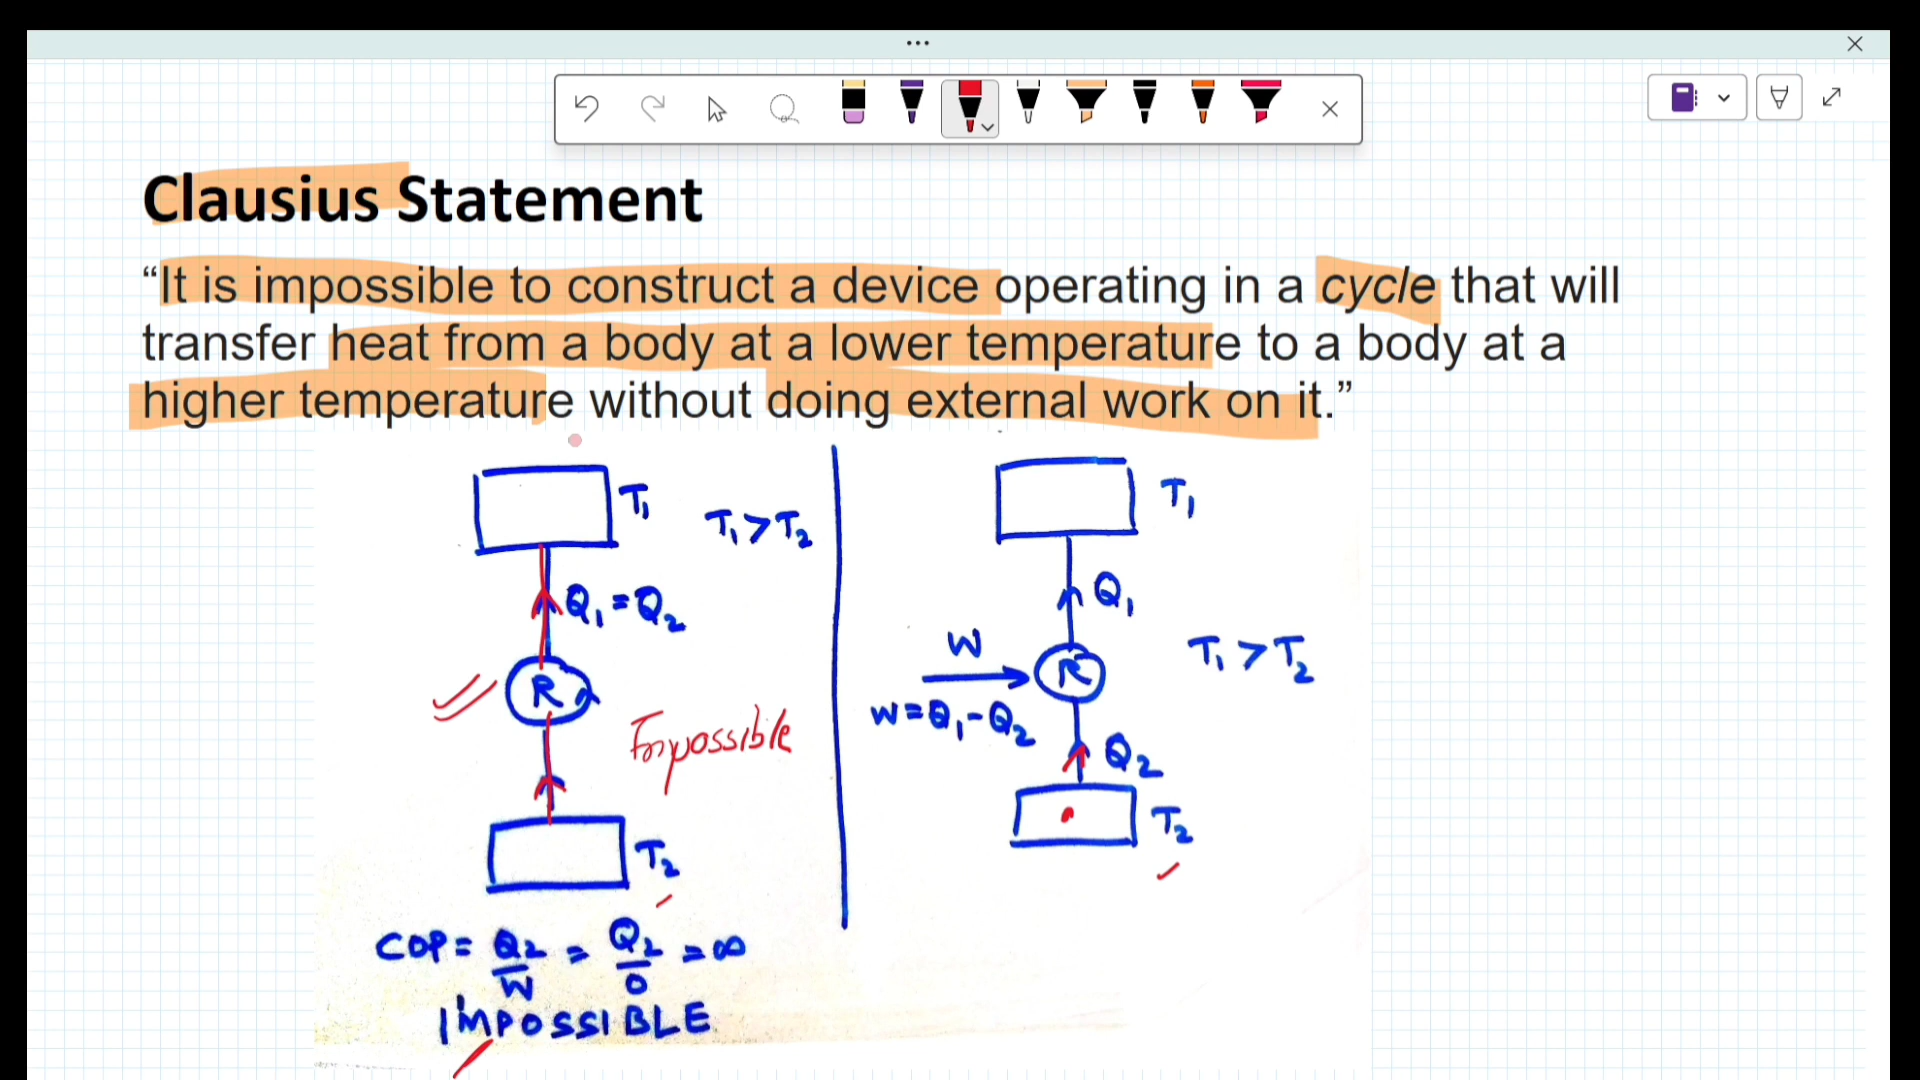 Clausius Statement
“It is impossible to construct a device operating in a cycle that will
transfer heat from a body at a lower temperature to a body at a
higher temperature without doing external work on it.”
T₁
T₁ > T₂
Q₁ = Q₂
R
Impossible
T₂
COP = Q₂/W = Q₂/0 = ∞
IMPOSSIBLE
T₁
Q₁
W
R
T₁ > T₂
W = Q₁ - Q₂
Q₂
T₂